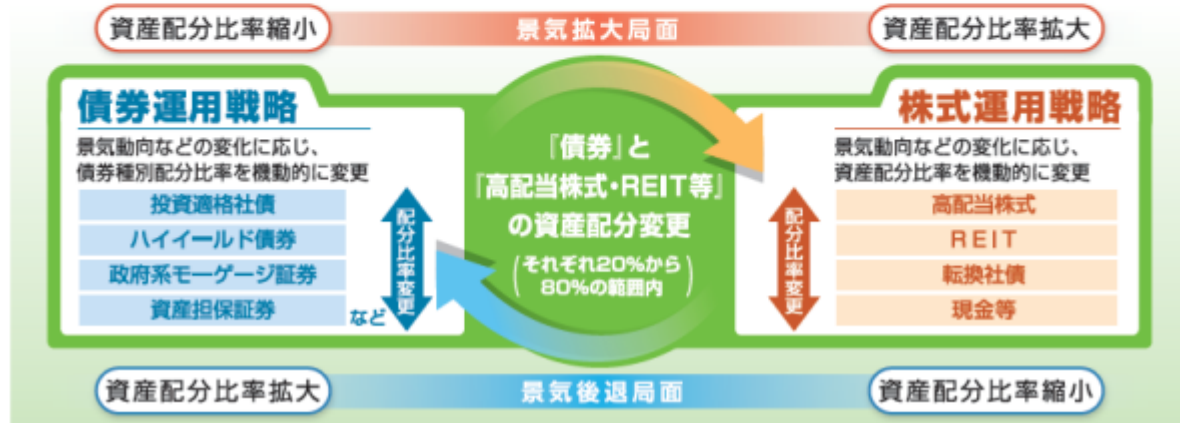 資産配分比率縮小
景気拡大局面
資産配分比率拡大
債券運用戦略
景気動向などの変化に応じ、
債券種別配分比率を機動的に変更
投資適格社債
ハイイールド債券
政府系モーゲージ証券
資産担保証券
など
配分比率変更
『債券』と
『高配当株式・REIT等』
の資産配分変更
(それぞれ20%から
80%の範囲内)
株式運用戦略
景気動向などの変化に応じ、
資産配分比率を機動的に変更
配分比率変更
高配当株式
REIT
転換社債
現金等
資産配分比率拡大
景気後退局面
資産配分比率縮小